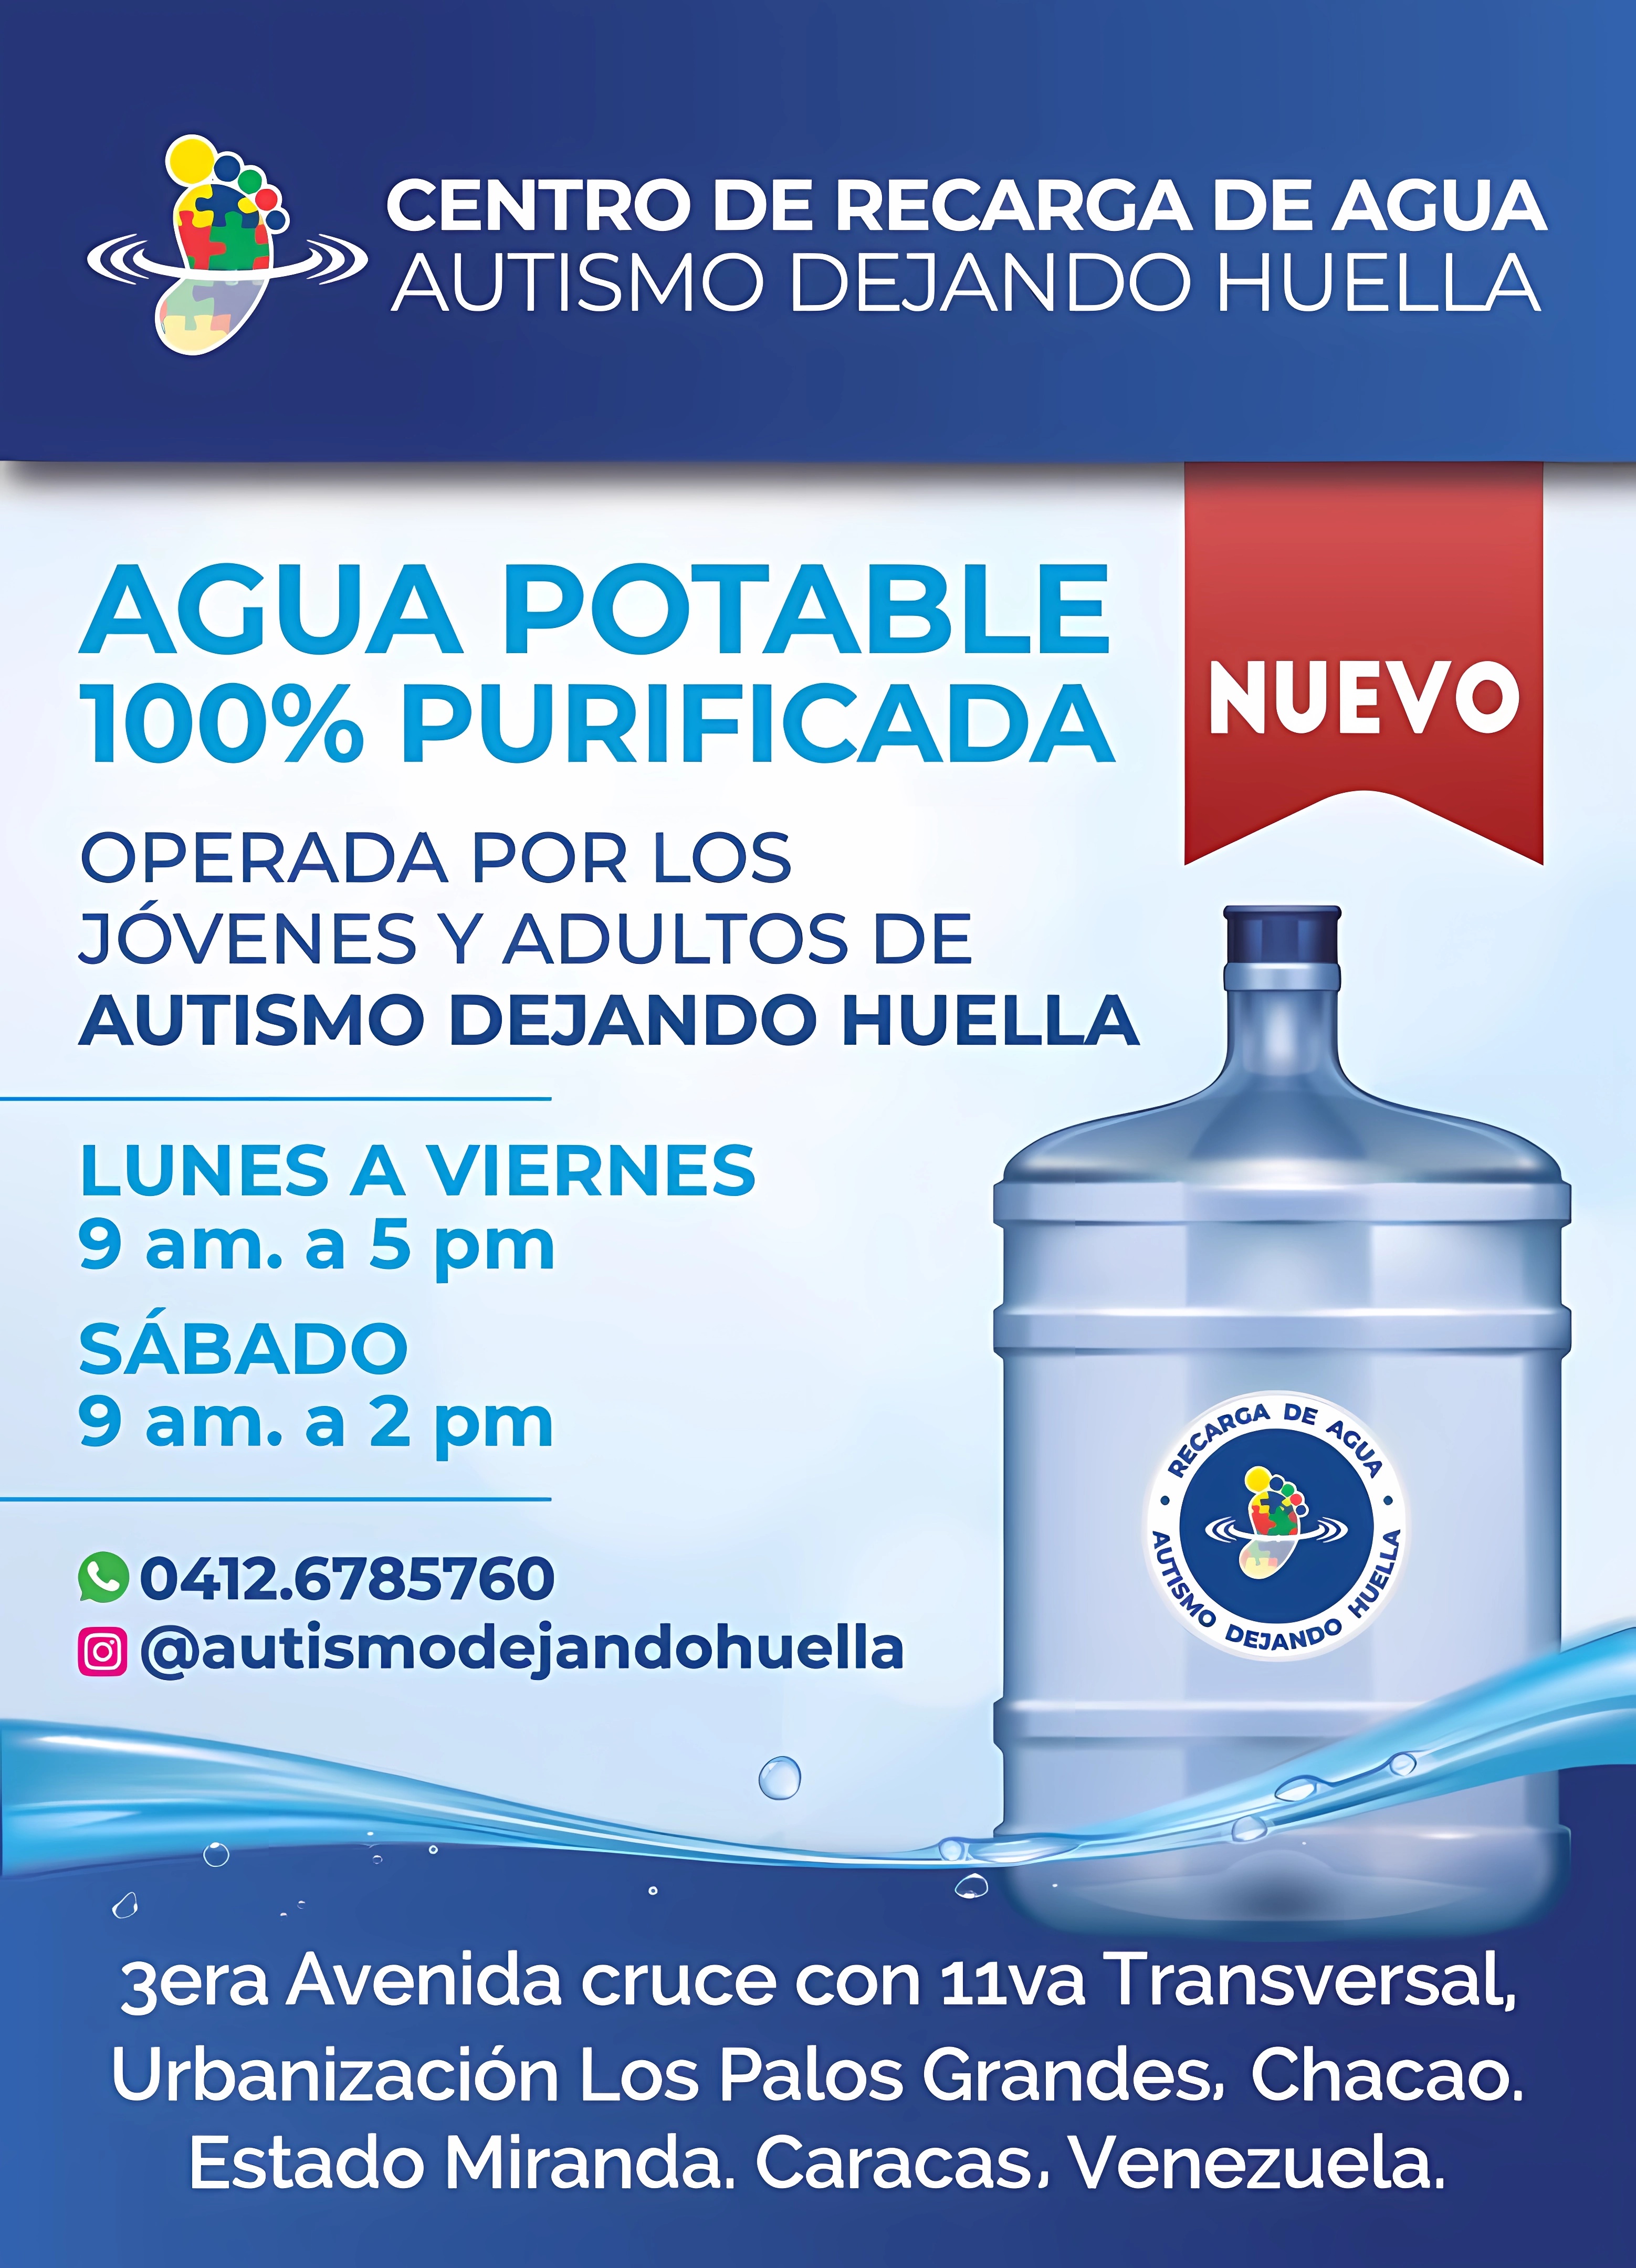 CENTRO DE RECARGA DE AGUA
AUTISMO DEJANDO HUELLA
NUEVO
AGUA POTABLE
100% PURIFICADA
OPERADA POR LOS
JÓVENES Y ADULTOS DE
AUTISMO DEJANDO HUELLA
LUNES A VIERNES
9 am. a 5 pm
SÁBADO
9 am. a 2 pm
0412.6785760
@autismodejandohuella
RECARGA DE AGUA
AUTISMO DEJANDO HUELLA
3era Avenida cruce con 11va Transversal,
Urbanización Los Palos Grandes, Chacao.
Estado Miranda. Caracas, Venezuela.